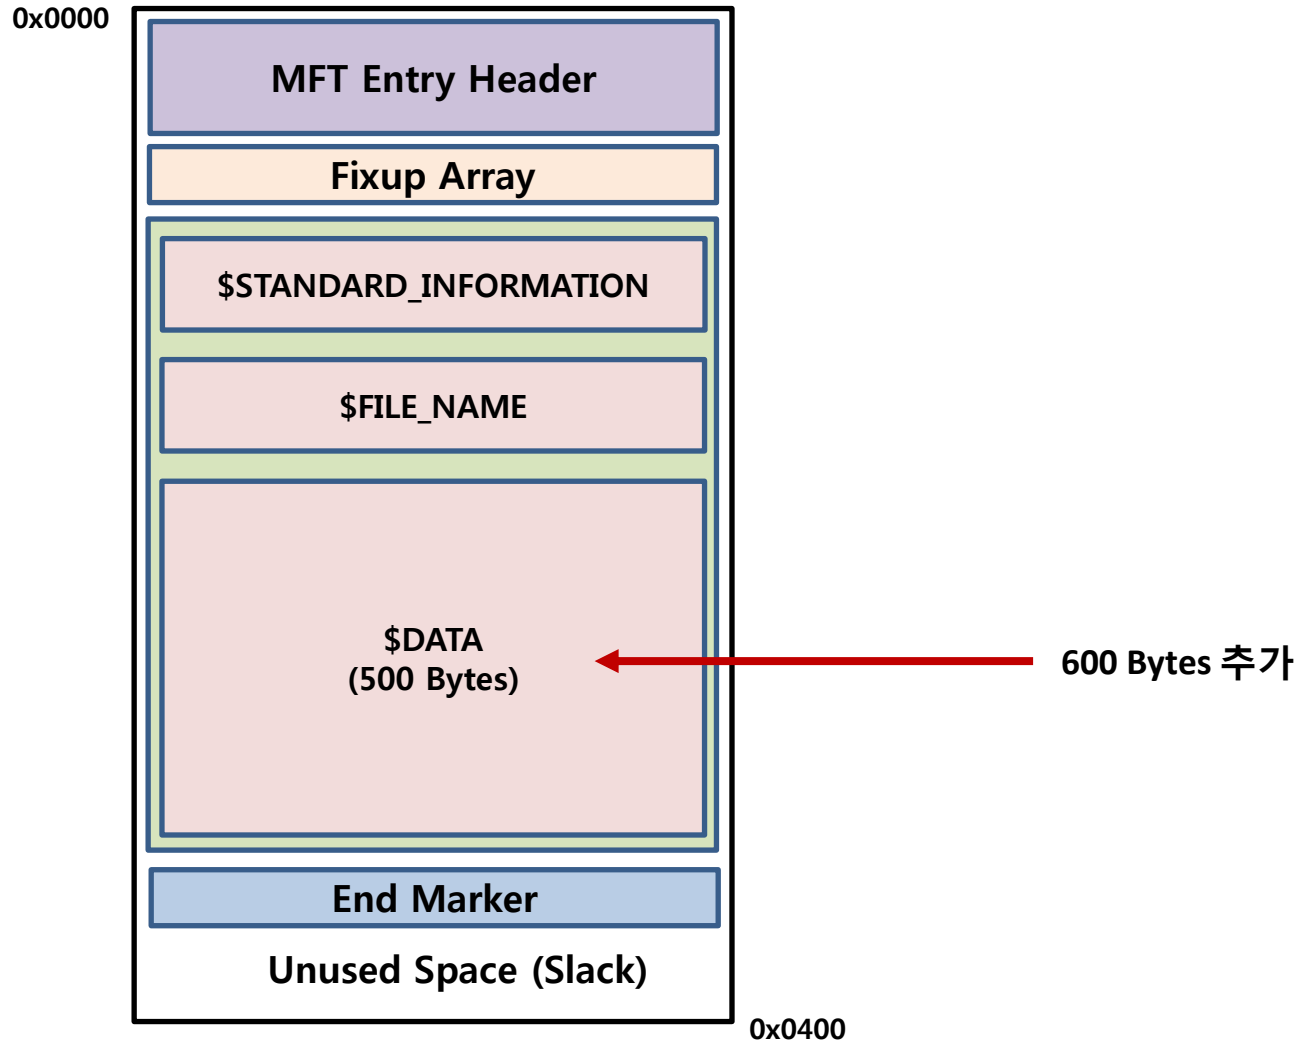 0x0000
MFT Entry Header
Fixup Array
$STANDARD_INFORMATION
$FILE_NAME
$DATA
(500 Bytes)
600 Bytes 추가
End Marker
Unused Space (Slack)
0x0400